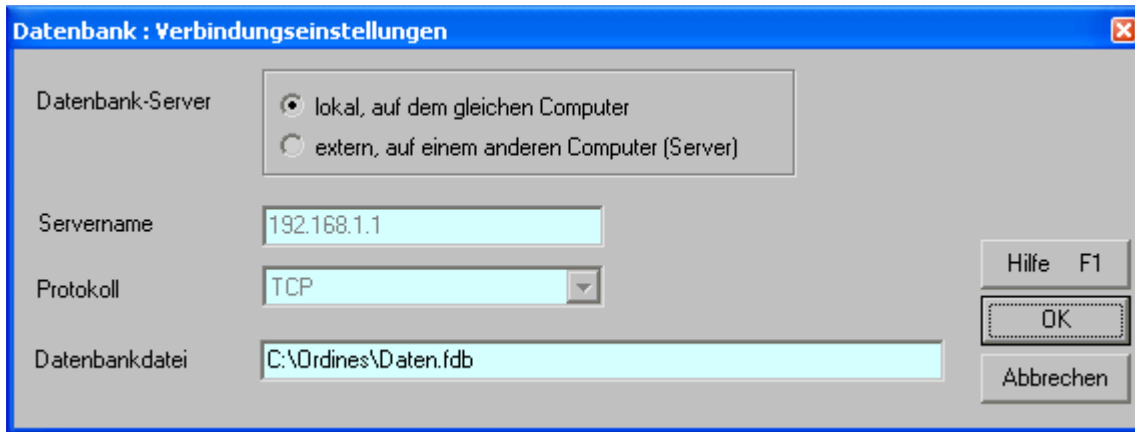 Datenbank : Verbindungseinstellungen
Datenbank-Server
lokal, auf dem gleichen Computer
extern, auf einem anderen Computer (Server)
Servername
192.168.1.1
Protokoll
TCP
Datenbankdatei
C:\Ordines\Daten.fdb
Hilfe F1
OK
Abbrechen